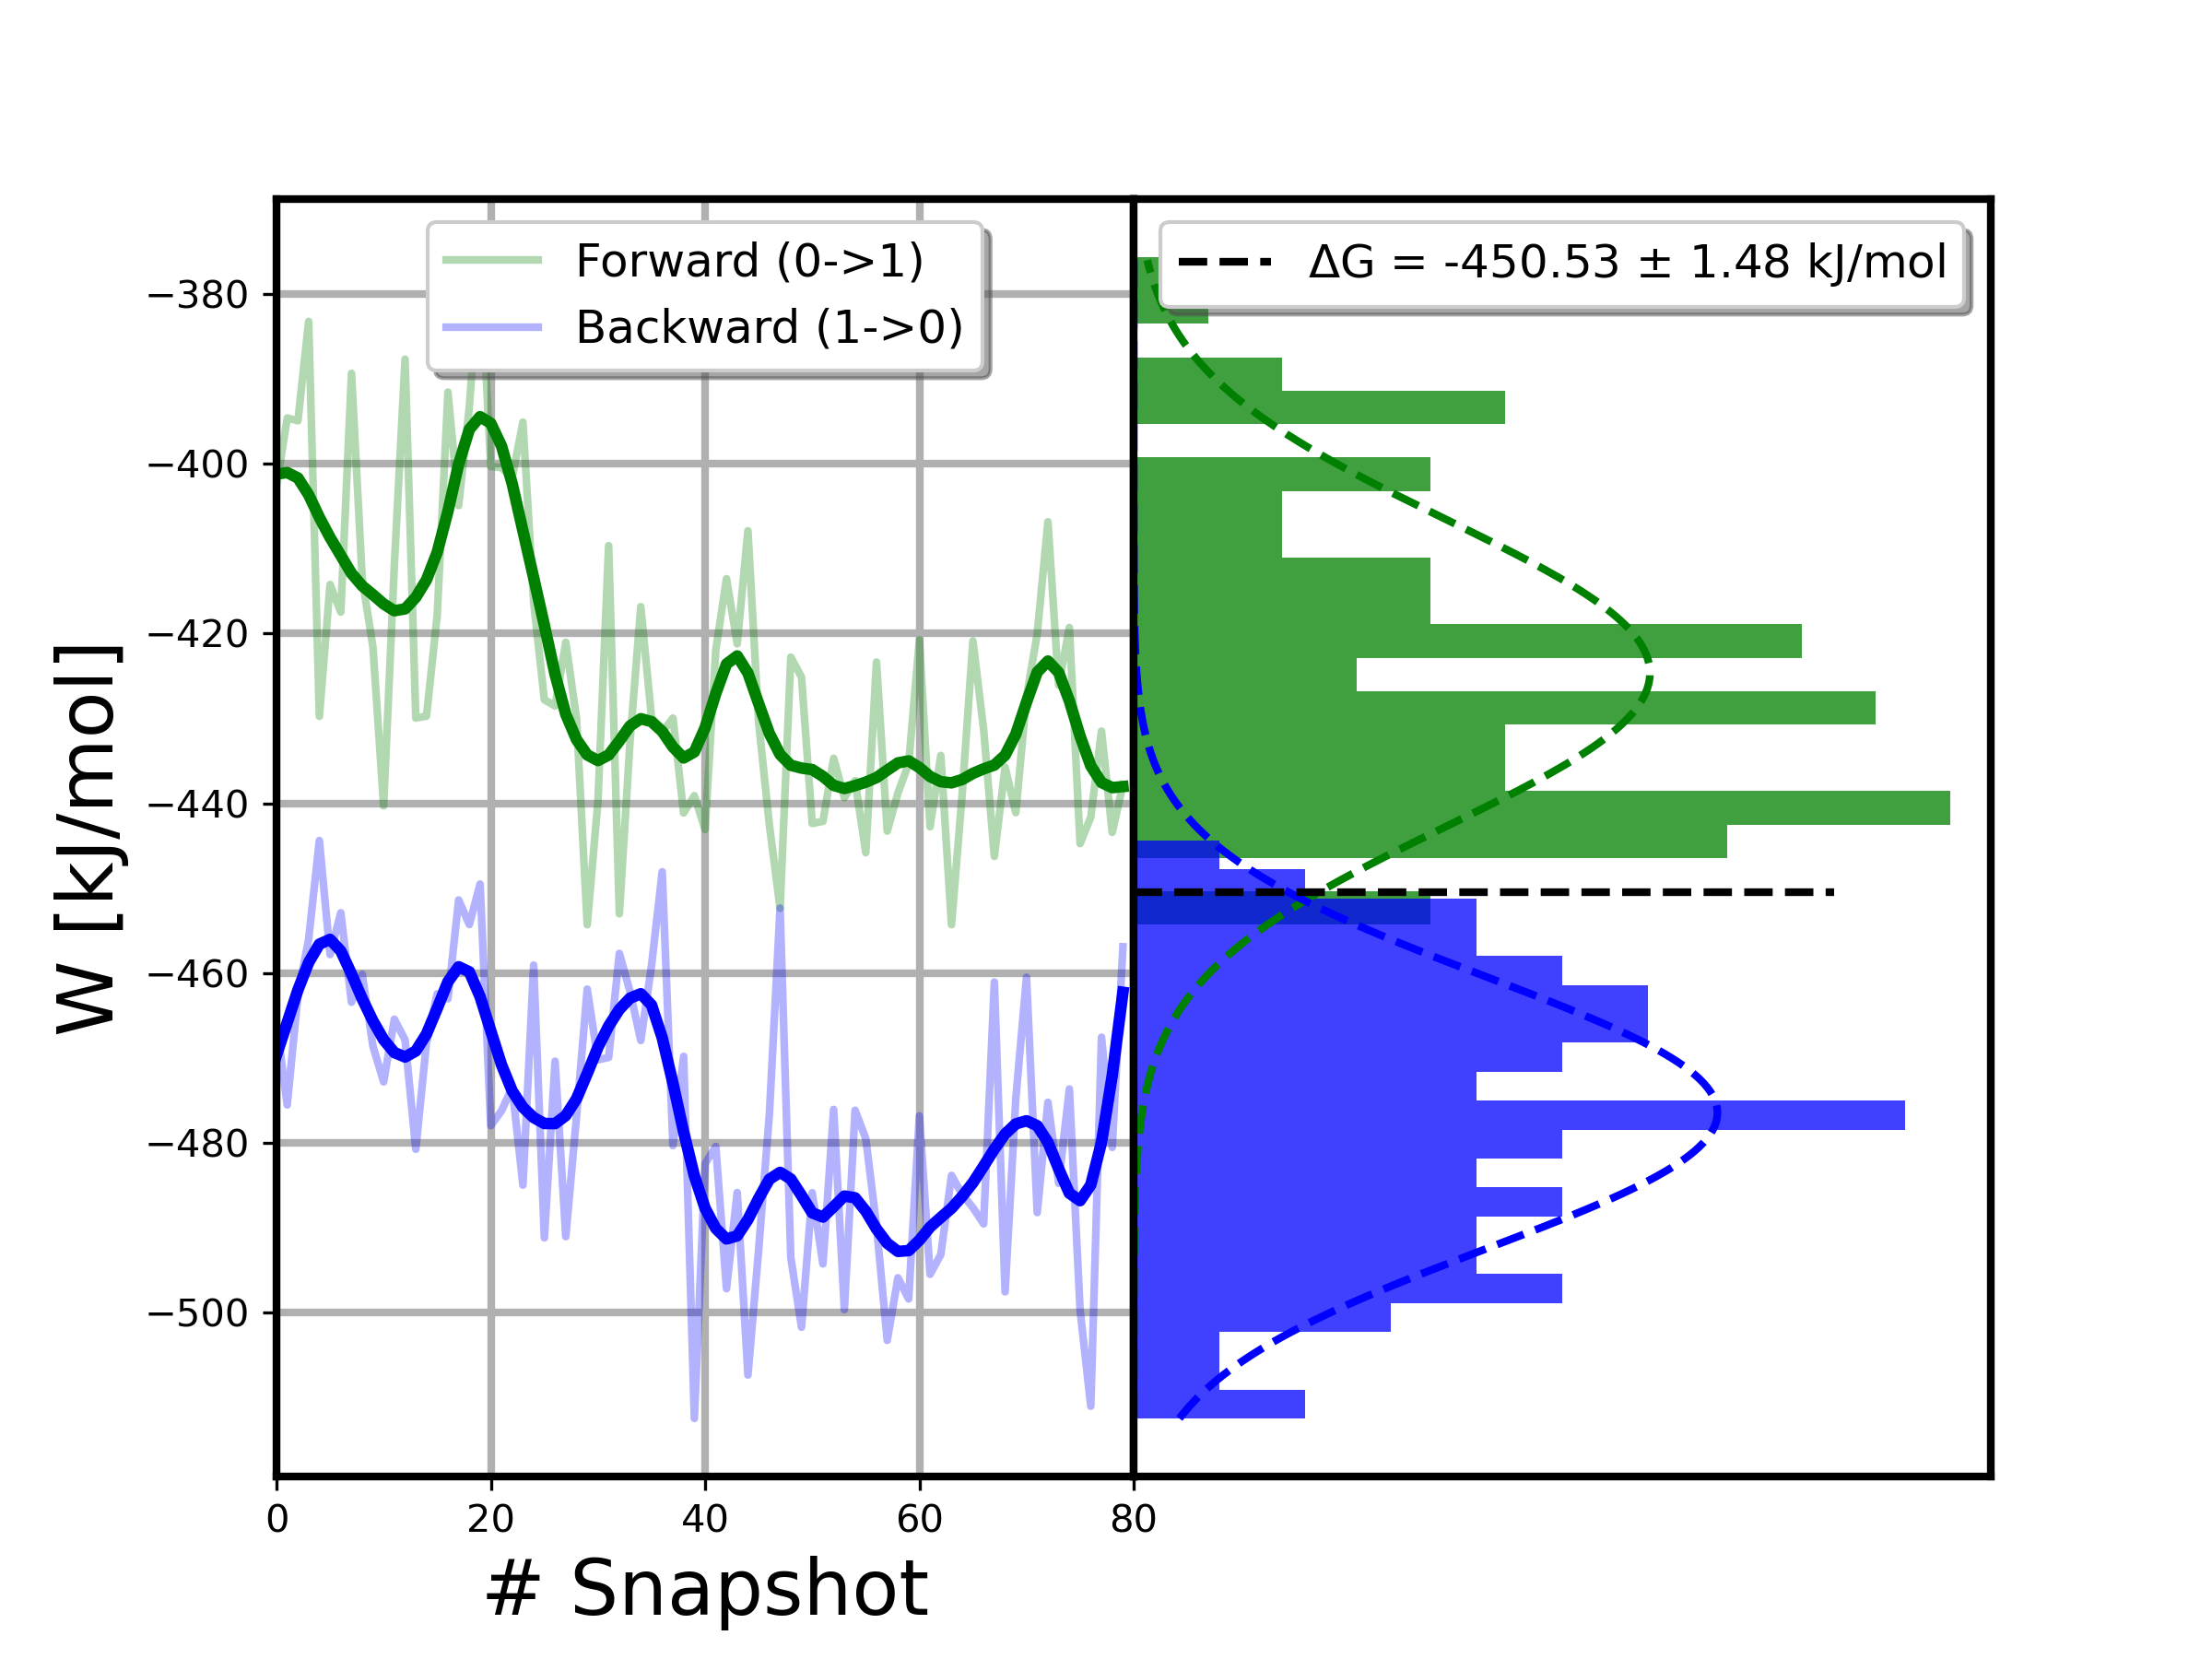 Forward (0->1)
Backward (1->0)
ΔG = -450.53 ± 1.48 kJ/mol
W [kJ/mol]
−380
−400
−420
−440
−460
−480
−500
0 20 40 60 80
# Snapshot